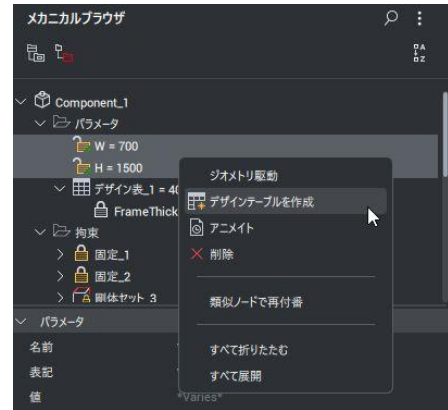 メカニカルブラウザ
Component_1
パラメータ
W = 700
H = 1500
デザイン表_1 = 40
FrameThick
拘束
固定_1
固定_2
剛体セット_3
ジオメトリ駆動
デザインテーブルを作成
アニメイト
削除
類似ノードで再付番
すべて折りたたむ
すべて展開
パラメータ
名前
表記
値
*Varies*